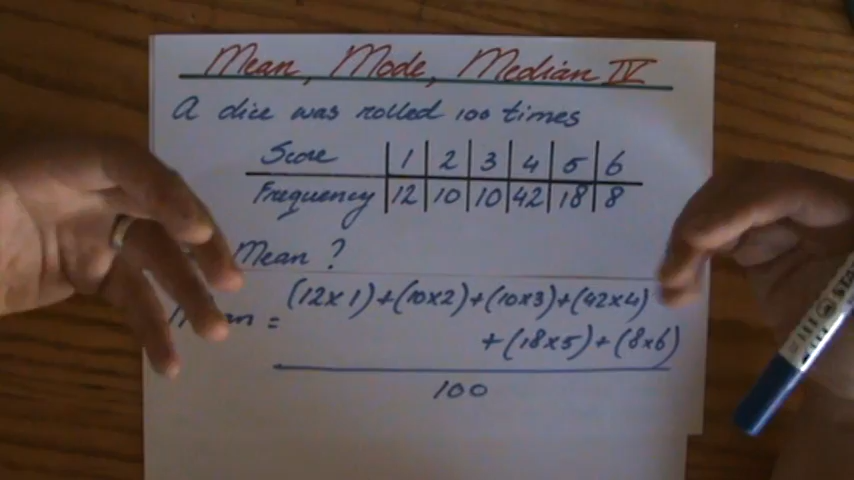 Mean, Mode, Median IV
A dice was rolled 100 times
Score 1 2 3 4 5 6
Frequency 12 10 10 42 18 8
Mean ?
= (12x1)+(10x2)+(10x3)+(42x4)
+(18x5)+(8x6)
100